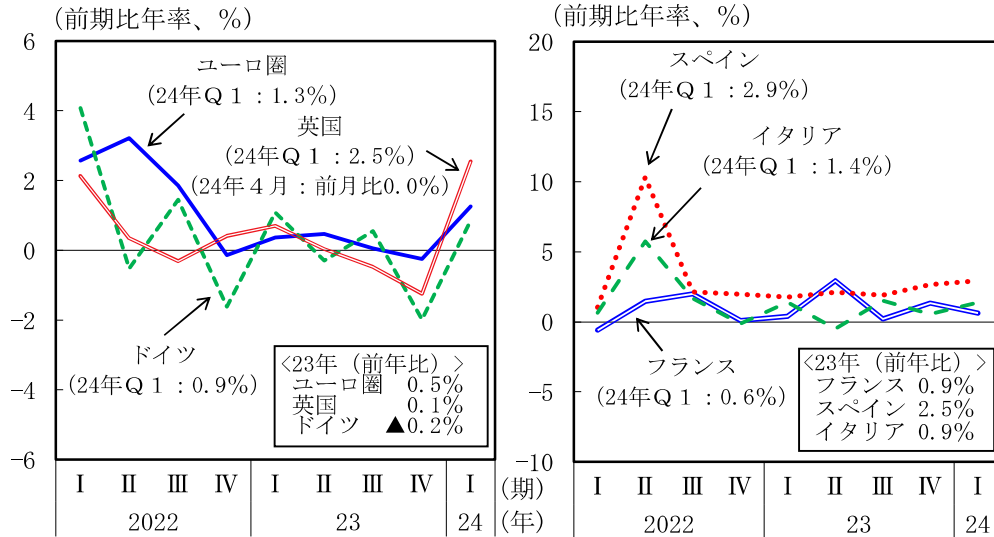 (前期比年率、%)
6
4
2
0
−2
−4
−6
ユーロ圏
(24年Q1：1.3%)
英国
(24年Q1：2.5%)
(24年4月：前月比0.0%)
ドイツ
(24年Q1：0.9%)
<23年（前年比）>
ユーロ圏 0.5%
英国 0.1%
ドイツ ▲0.2%
Ⅰ Ⅱ Ⅲ Ⅳ Ⅰ Ⅱ Ⅲ Ⅳ Ⅰ (期)
2022 23 24 (年)
(前期比年率、%)
20
15
10
5
0
-5
-10
スペイン
(24年Q1：2.9%)
イタリア
(24年Q1：1.4%)
フランス
(24年Q1：0.6%)
<23年（前年比）>
フランス 0.9%
スペイン 2.5%
イタリア 0.9%
Ⅰ Ⅱ Ⅲ Ⅳ Ⅰ Ⅱ Ⅲ Ⅳ Ⅰ
2022 23 24